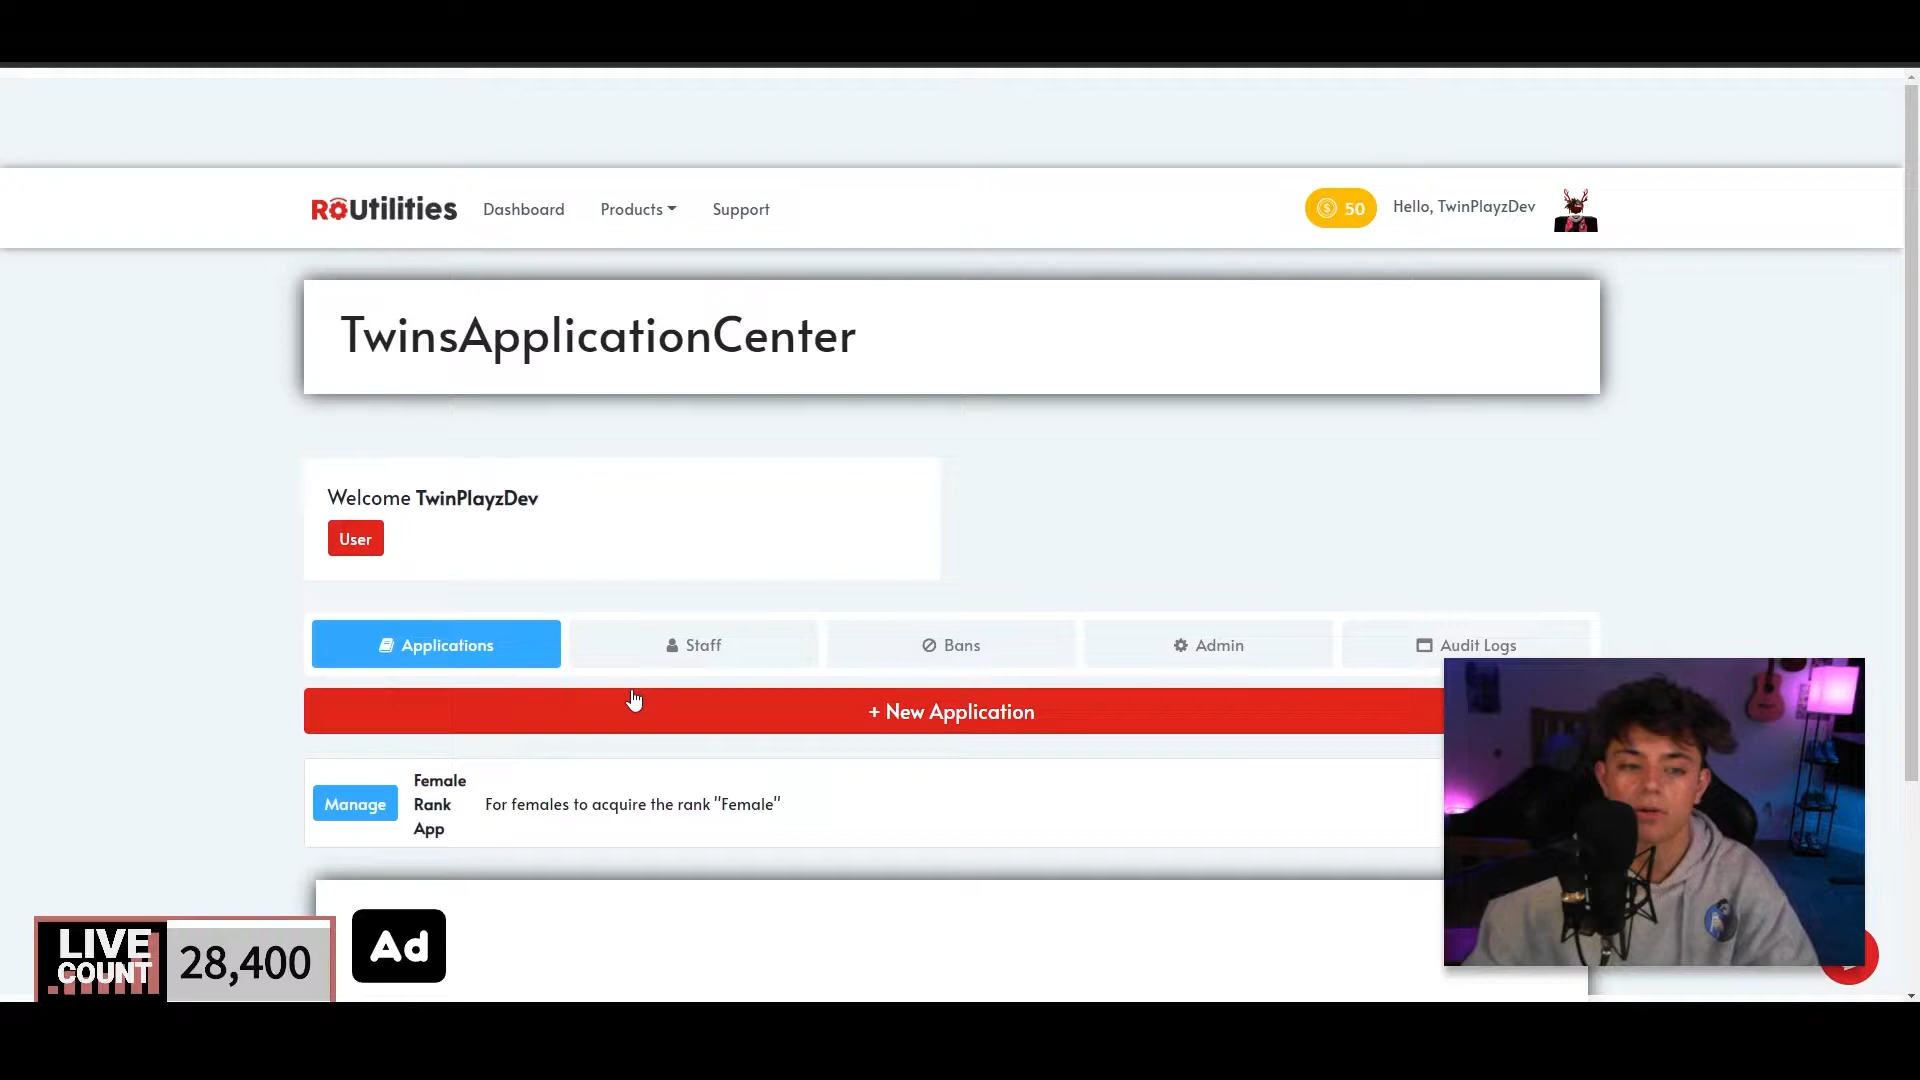 ROUtilities Dashboard Products Support 50 Hello, TwinPlayzDev
TwinsApplicationCenter
Welcome TwinPlayzDev
User
Applications Staff Bans Admin Audit Logs
+ New Application
Manage
Female
Rank
App
For females to acquire the rank "Female"
LIVE
COUNT
28,400
Ad